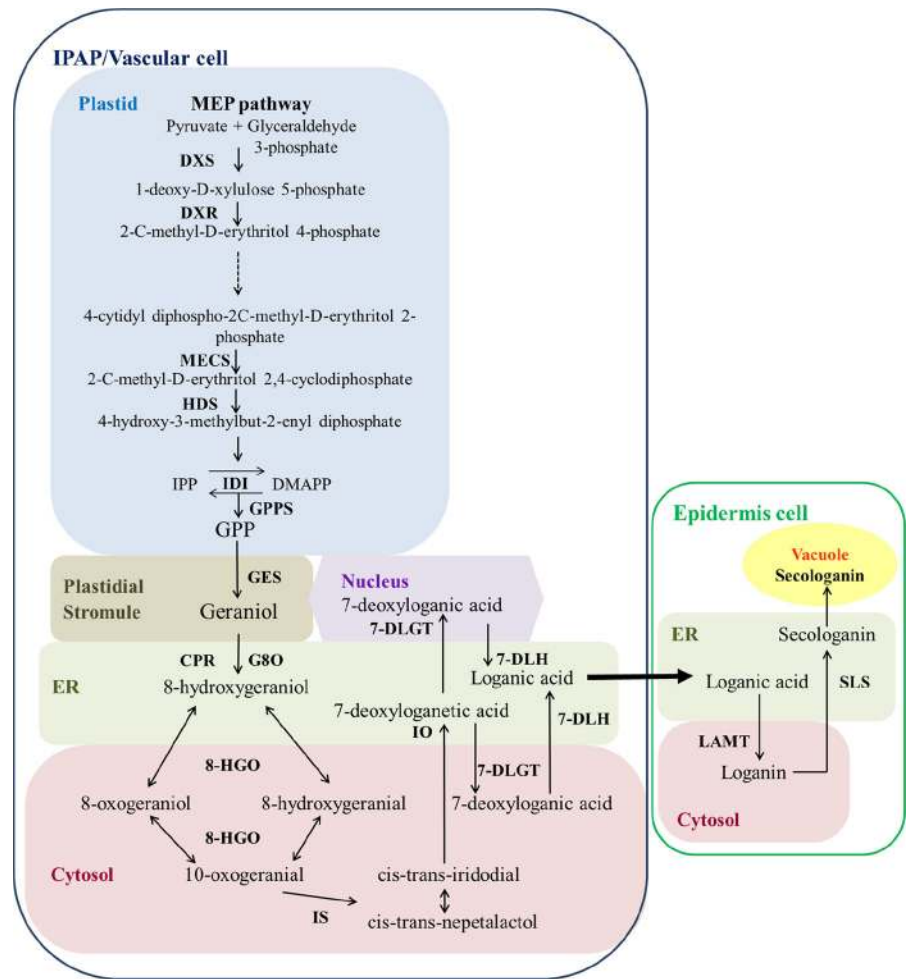 IPAP/Vascular cell
Plastid
MEP pathway
Pyruvate + Glyceraldehyde
3-phosphate
DXS
1-deoxy-D-xylulose 5-phosphate
DXR
2-C-methyl-D-erythritol 4-phosphate
4-cytidyl diphospho-2C-methyl-D-erythritol 2-
phosphate
MECS
2-C-methyl-D-erythritol 2,4-cyclodiphosphate
HDS
4-hydroxy-3-methylbut-2-enyl diphosphate
IPP IDI DMAPP
GPPS
GPP
GES
Plastidial
Stromule
Geraniol
Nucleus
7-deoxyloganic acid
7-DLGT
CPR G8O
ER
8-hydroxygeraniol
7-DLH
Loganic acid
7-deoxyloganetic acid
IO
7-DLH
8-HGO
7-DLGT
8-oxogeraniol
8-hydroxygeranial
7-deoxyloganic acid
8-HGO
Cytosol
10-oxogeranial
cis-trans-iridodial
IS
cis-trans-nepetalactol
Epidermis cell
Vacuole
Secologanin
ER
Secologanin
Loganic acid
SLS
LAMT
Loganin
Cytosol